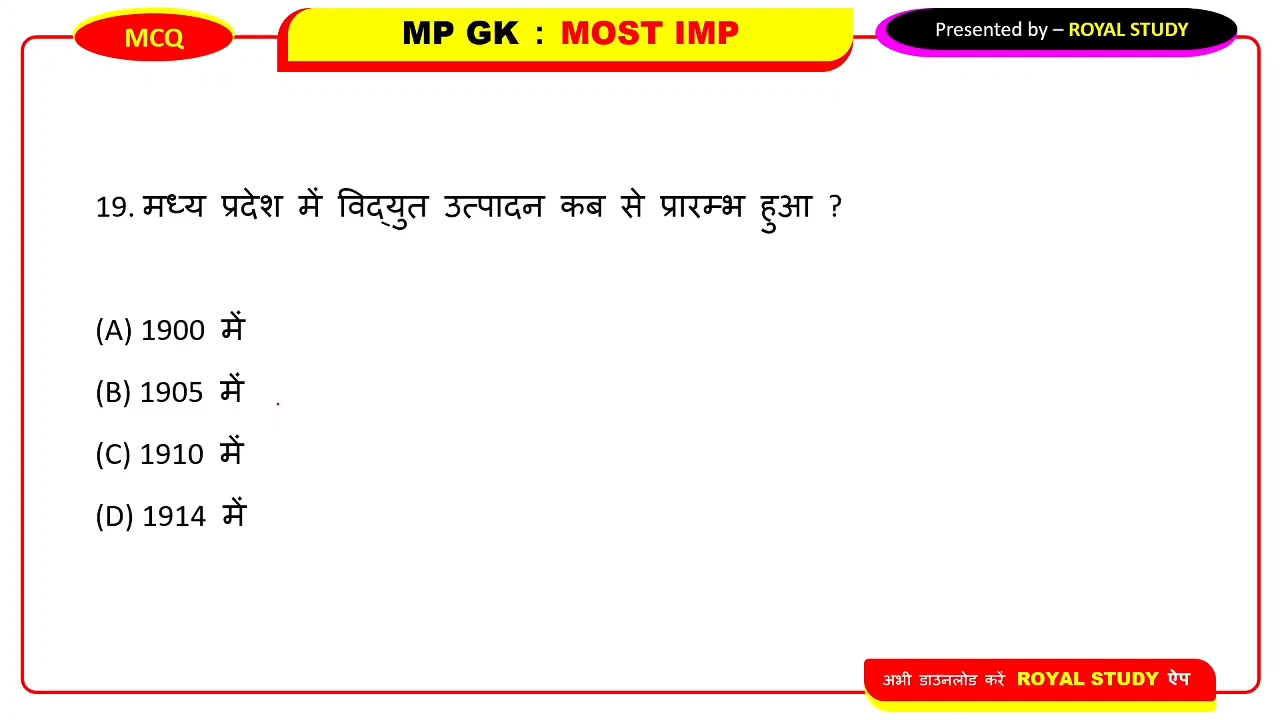 MCQ
MP GK : MOST IMP
Presented by – ROYAL STUDY
19. मध्य प्रदेश में विद्युत उत्पादन कब से प्रारम्भ हुआ ?
(A) 1900 में
(B) 1905 में
(C) 1910 में
(D) 1914 में
अभी डाउनलोड करें ROYAL STUDY ऐप